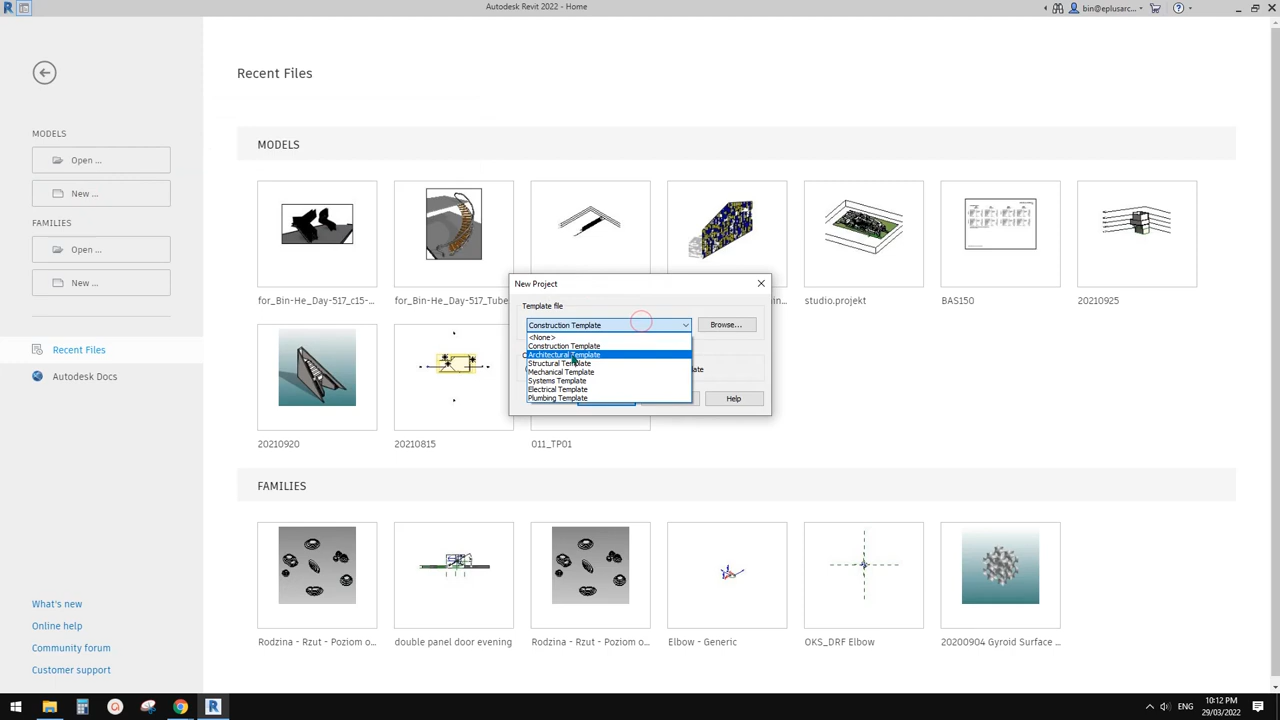 Autodesk Revit 2022 - Home
bin@eplusarc...
Recent Files
MODELS
Open ...
New ...
FAMILIES
Open ...
New ...
Recent Files
Autodesk Docs
What's new
Online help
Community forum
Customer support
MODELS
for_Bin-He_Day-517_c15-...
for_Bin-He_Day-517_Tube
studio.projekt
BAS150
20210925
20210920
20210815
011_TP01
New Project
Template file
Construction Template
Browse...
<None>
Construction Template
Architectural Template
Structural Template
Mechanical Template
Systems Template
Electrical Template
Plumbing Template
Help
FAMILIES
Rodzina - Rzut - Poziom o...
double panel door evening
Rodzina - Rzut - Poziom o...
Elbow - Generic
OKS_DRF Elbow
20200904 Gyroid Surface ...
ENG
10:12 PM
29/03/2022